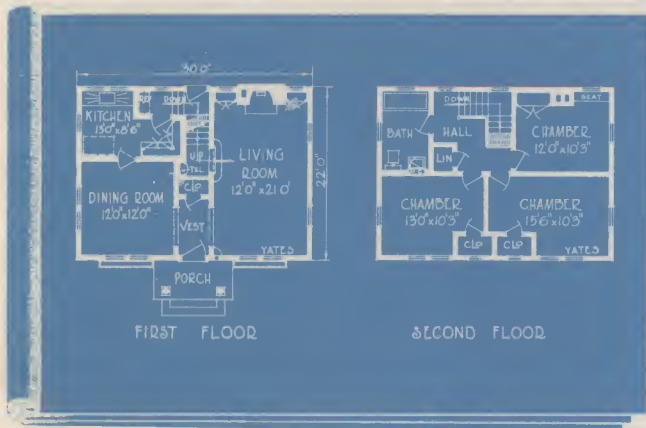 30'0"
KITCHEN
13'0"x8'6"
DOWN
UP
TEL.
LIVING
ROOM
12'0"x21'0"
22'0"
DINING ROOM
12'0"x12'0"
CLO
VEST
YATES
PORCH
FIRST FLOOR
DOWN
SEAT
BATH
HALL
CHAMBER
12'0"x10'3"
LIN
CHAMBER
13'0"x10'3"
CHAMBER
15'6"x10'3"
CLO
CLO
YATES
SECOND FLOOR